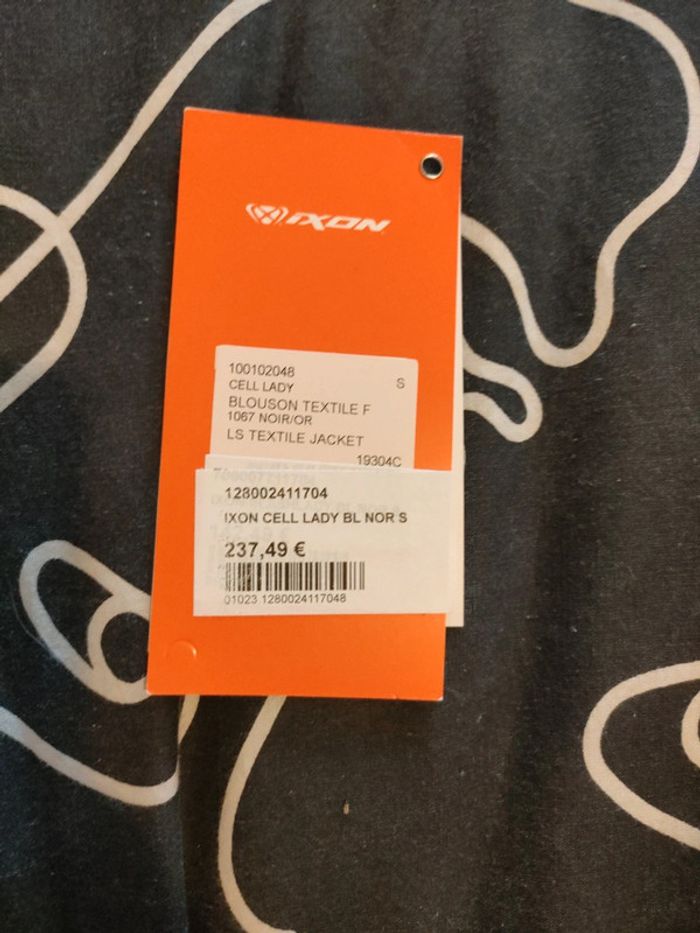 IXON
100102048
CELL LADY S
BLOUSON TEXTILE F
1067 NOIR/OR
LS TEXTILE JACKET
19304C
128002411704
IXON CELL LADY BL NOR S
237,49 €
01023 1280024117048